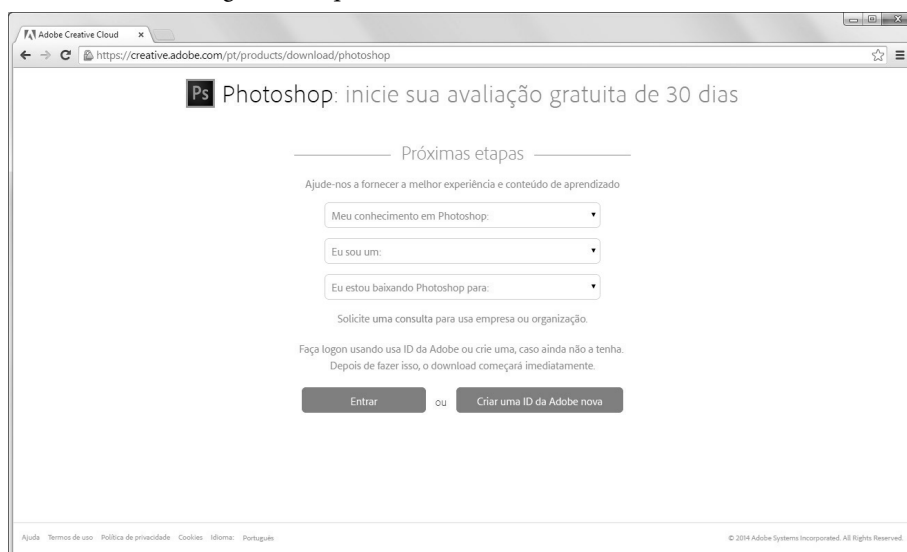 Adobe Creative Cloud
https://creative.adobe.com/pt/products/download/photoshop
Ps Photoshop: inicie sua avaliação gratuita de 30 dias
Próximas etapas
Ajude-nos a fornecer a melhor experiência e conteúdo de aprendizado
Meu conhecimento em Photoshop:
Eu sou um:
Eu estou baixando Photoshop para:
Solicite uma consulta para usa empresa ou organização.
Faça logon usando usa ID da Adobe ou crie uma, caso ainda não a tenha.
Depois de fazer isso, o download começará imediatamente.
Entrar ou Criar uma ID da Adobe nova
Ajuda Termos de uso Política de privacidade Cookies Idioma: Português © 2014 Adobe Systems Incorporated. All Rights Reserved.